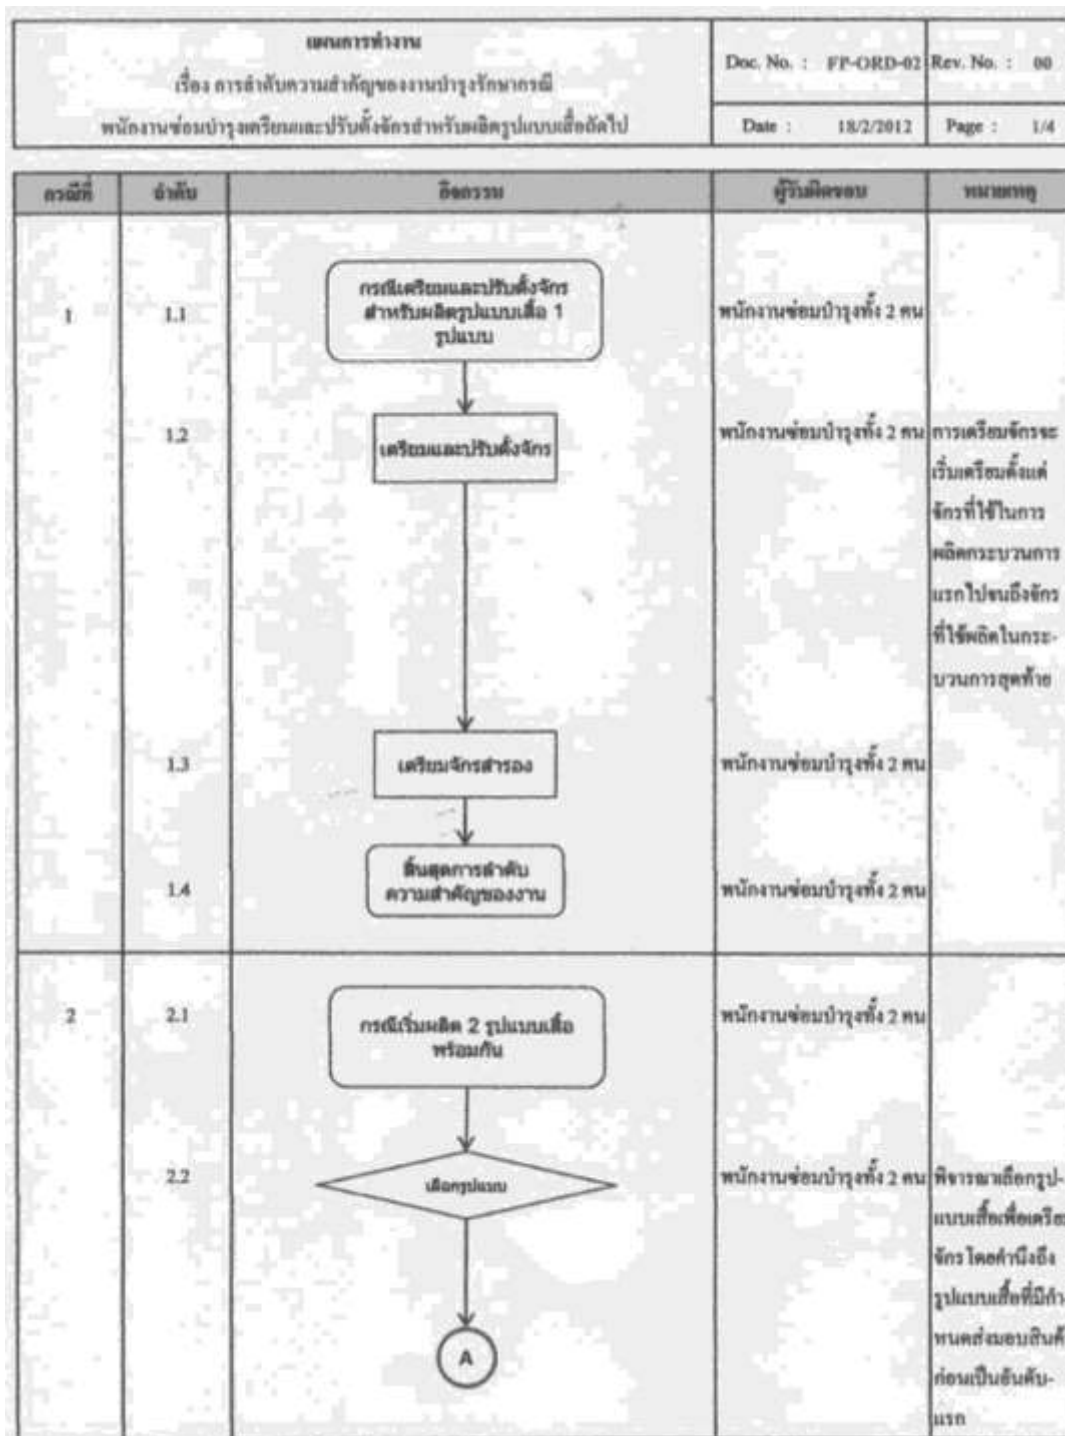 แผนการทำงาน
เรื่อง การลำดับความสำคัญของงานบำรุงรักษากรณี
พนักงานซ่อมบำรุงเตรียมและปรับตั้งจักรสำหรับผลิตรูปแบบเสื้อถัดไป
Doc. No. : FP-ORD-02 Rev. No. : 00
Date : 18/2/2012 Page : 1/4
กรณีที่ ลำดับ กิจกรรม ผู้รับผิดชอบ หมายเหตุ
1 1.1 กรณีเตรียมและปรับตั้งจักร
สำหรับผลิตรูปแบบเสื้อ 1
รูปแบบ
พนักงานซ่อมบำรุงทั้ง 2 คน
1.2 เตรียมและปรับตั้งจักร พนักงานซ่อมบำรุงทั้ง 2 คน การเตรียมจักรจะ
เริ่มเตรียมตั้งแต่
จักรที่ใช้ในการ
ผลิตกระบวนการ
แรกไปจนถึงจักร
ที่ใช้ผลิตในกระ-
บวนการสุดท้าย
1.3 เตรียมจักรสำรอง พนักงานซ่อมบำรุงทั้ง 2 คน
1.4 สิ้นสุดการลำดับ
ความสำคัญของงาน
พนักงานซ่อมบำรุงทั้ง 2 คน
2 2.1 กรณีเริ่มผลิต 2 รูปแบบเสื้อ
พร้อมกัน
พนักงานซ่อมบำรุงทั้ง 2 คน
2.2 เลือกรูปแบบ พนักงานซ่อมบำรุงทั้ง 2 คน พิจารณาเลือกรูป-
แบบเสื้อเพื่อเตรีย
จักร โดยคำนึงถึง
รูปแบบเสื้อที่มีกำ
หนดส่งมอบสินค้
ก่อนเป็นอันดับ-
แรก
A